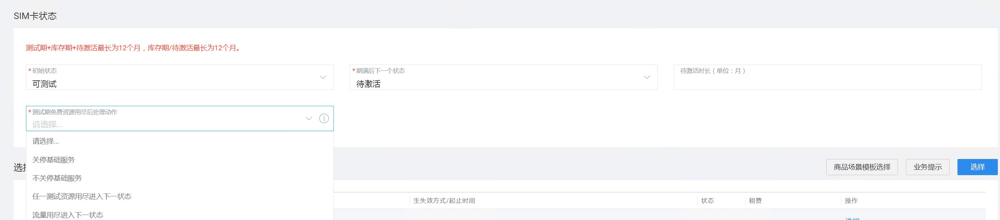 SIM卡状态
测试期+库存期+待激活最长为12个月，库存期/待激活最长为12个月。
*初始状态
可测试
*期满后下一个状态
待激活
待激活时长（单位：月）
*测试期免费资源用尽后处理动作
请选择...
请选择...
关停基础服务
不关停基础服务
任一测试资源用尽进入下一状态
流量用尽进入下一状态
选
商品场景模板选择
业务提示
选择
生失效方式/起止时间
状态
租费
操作